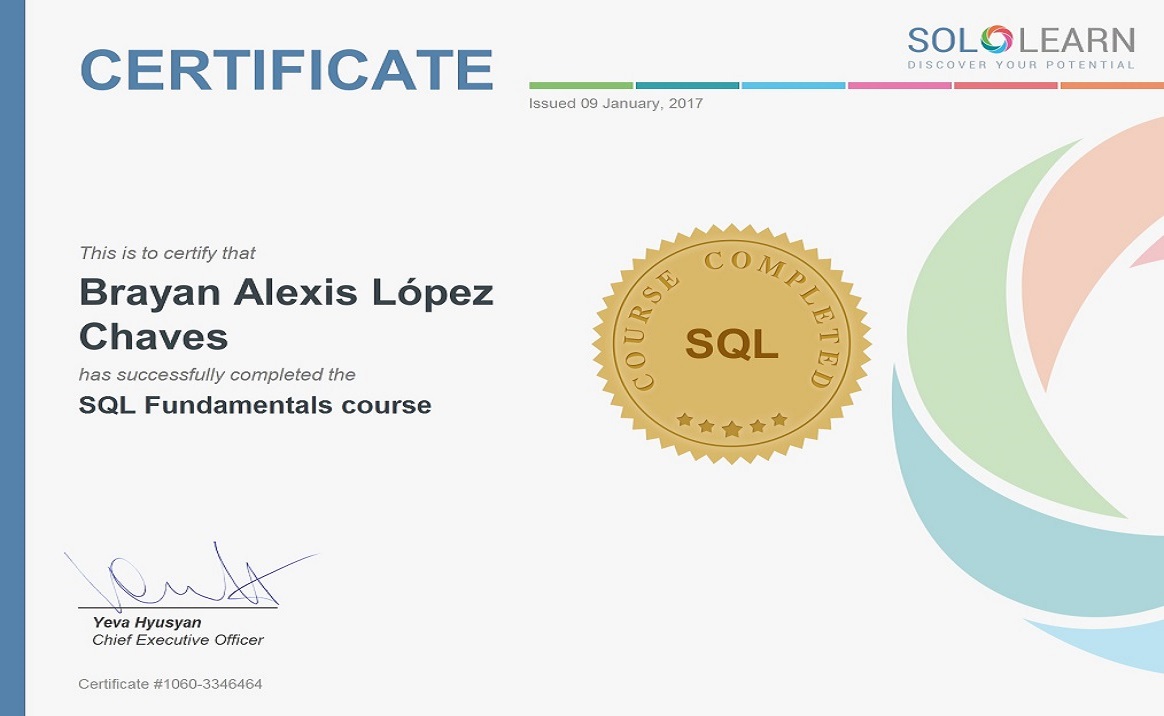 CERTIFICATE
SOLOLEARN
DISCOVER YOUR POTENTIAL
Issued 09 January, 2017
This is to certify that
Brayan Alexis López
Chaves
has successfully completed the
SQL Fundamentals course
COURSE COMPLETED
SQL
Yeva Hyusyan
Chief Executive Officer
Certificate #1060-3346464